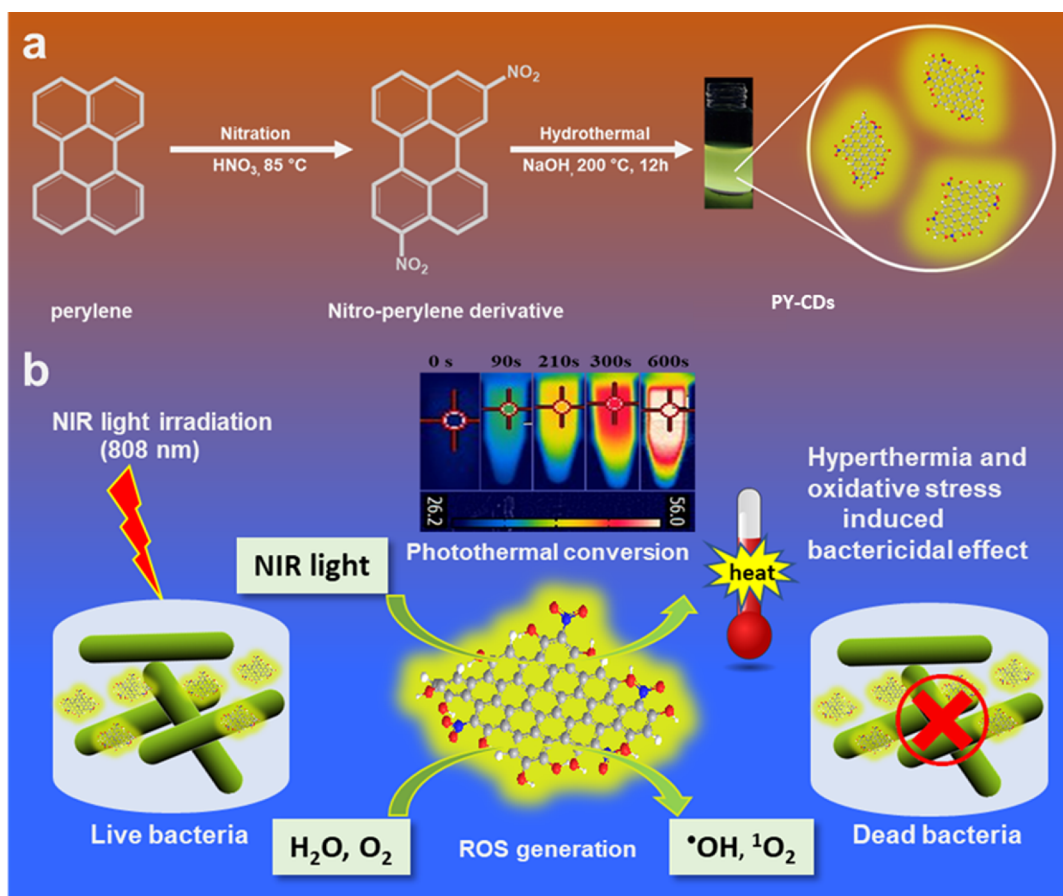 a
NO₂
Nitration
HNO₃, 85 °C
Hydrothermal
NaOH, 200 °C, 12h
NO₂
perylene
Nitro-perylene derivative
PY-CDs
b
0 s 90s 210s 300s 600s
NIR light irradiation
(808 nm)
26.2
56.0
Photothermal conversion
Hyperthermia and
oxidative stress
induced
bactericidal effect
NIR light
heat
Live bacteria
H₂O, O₂
ROS generation
•OH, ¹O₂
Dead bacteria